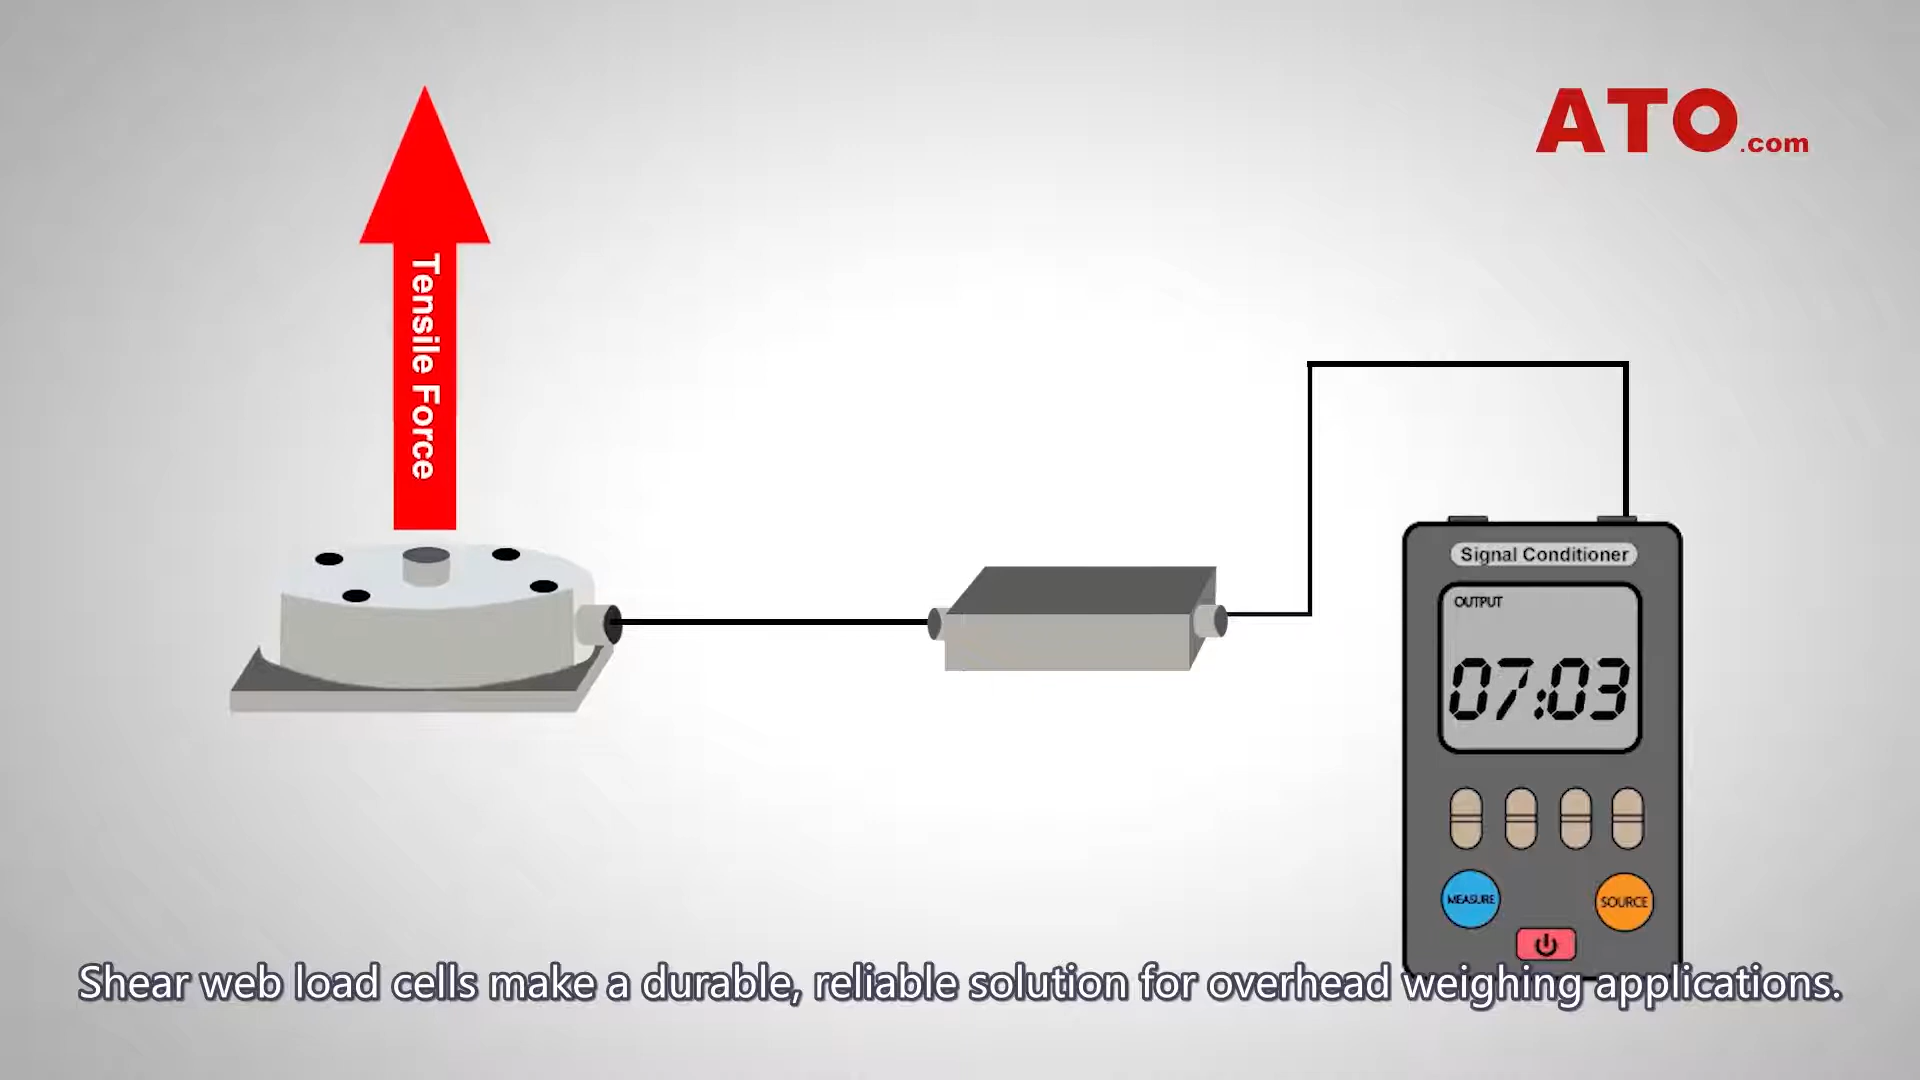 ATO.com
Tensile Force
Signal Conditioner
OUTPUT
07:03
MEASURE
SOURCE
Shear web load cells make a durable, reliable solution for overhead weighing applications.